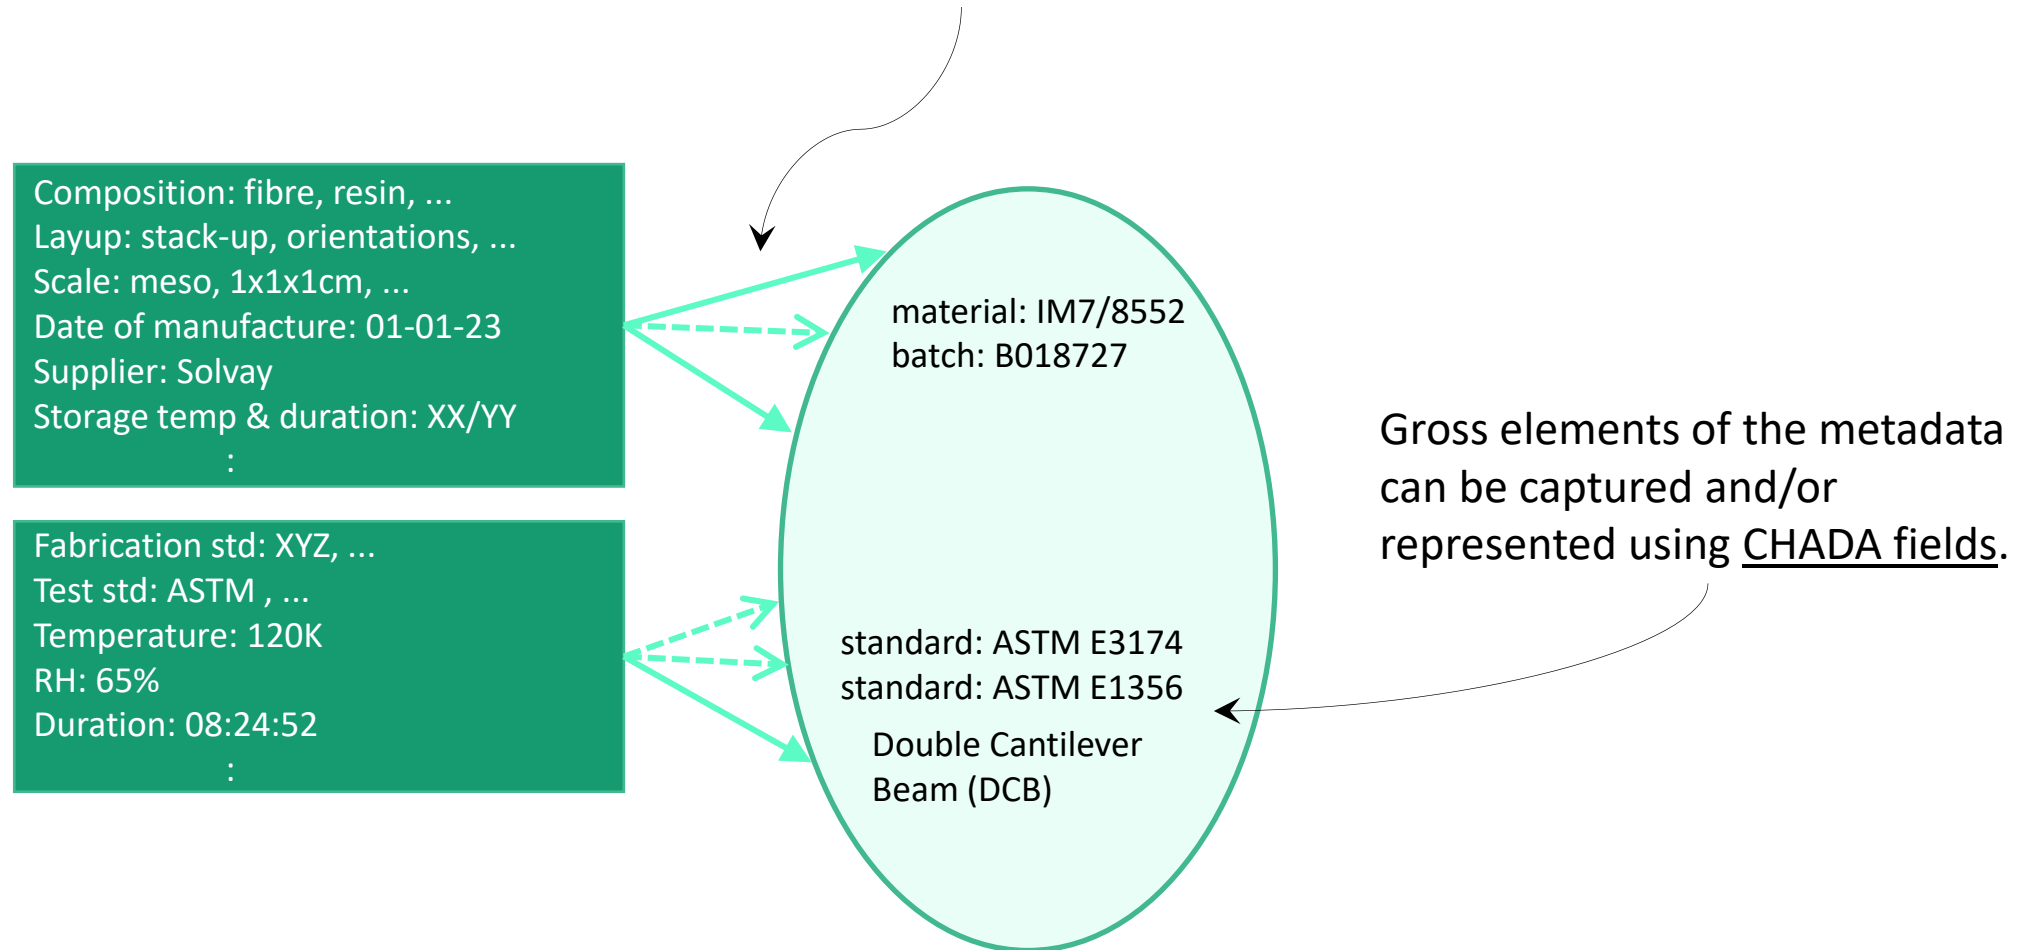 Composition: fibre, resin, ...
Layup: stack-up, orientations, ...
Scale: meso, 1x1x1cm, ...
Date of manufacture: 01-01-23
Supplier: Solvay
Storage temp & duration: XX/YY
:
Fabrication std: XYZ, ...
Test std: ASTM , ...
Temperature: 120K
RH: 65%
Duration: 08:24:52
:
material: IM7/8552
batch: B018727
standard: ASTM E3174
standard: ASTM E1356
Double Cantilever
Beam (DCB)
Gross elements of the metadata
can be captured and/or
represented using CHADA fields.